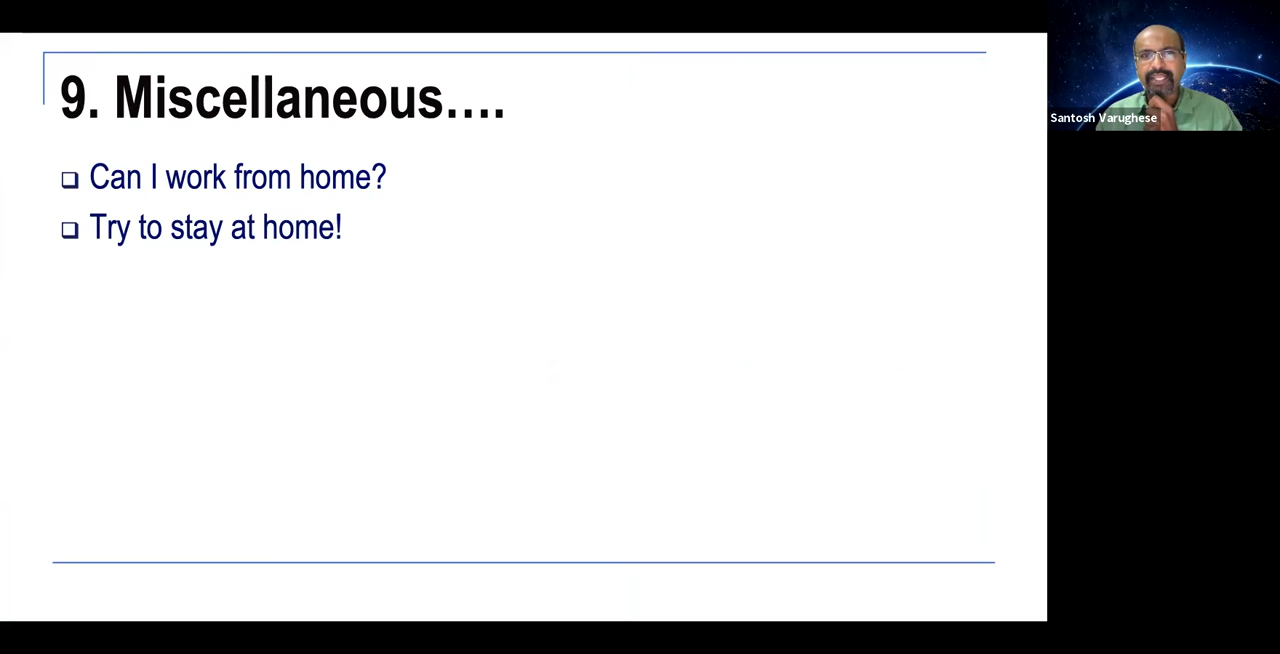 9. Miscellaneous….
Can I work from home?
Try to stay at home!
Santosh Varughese